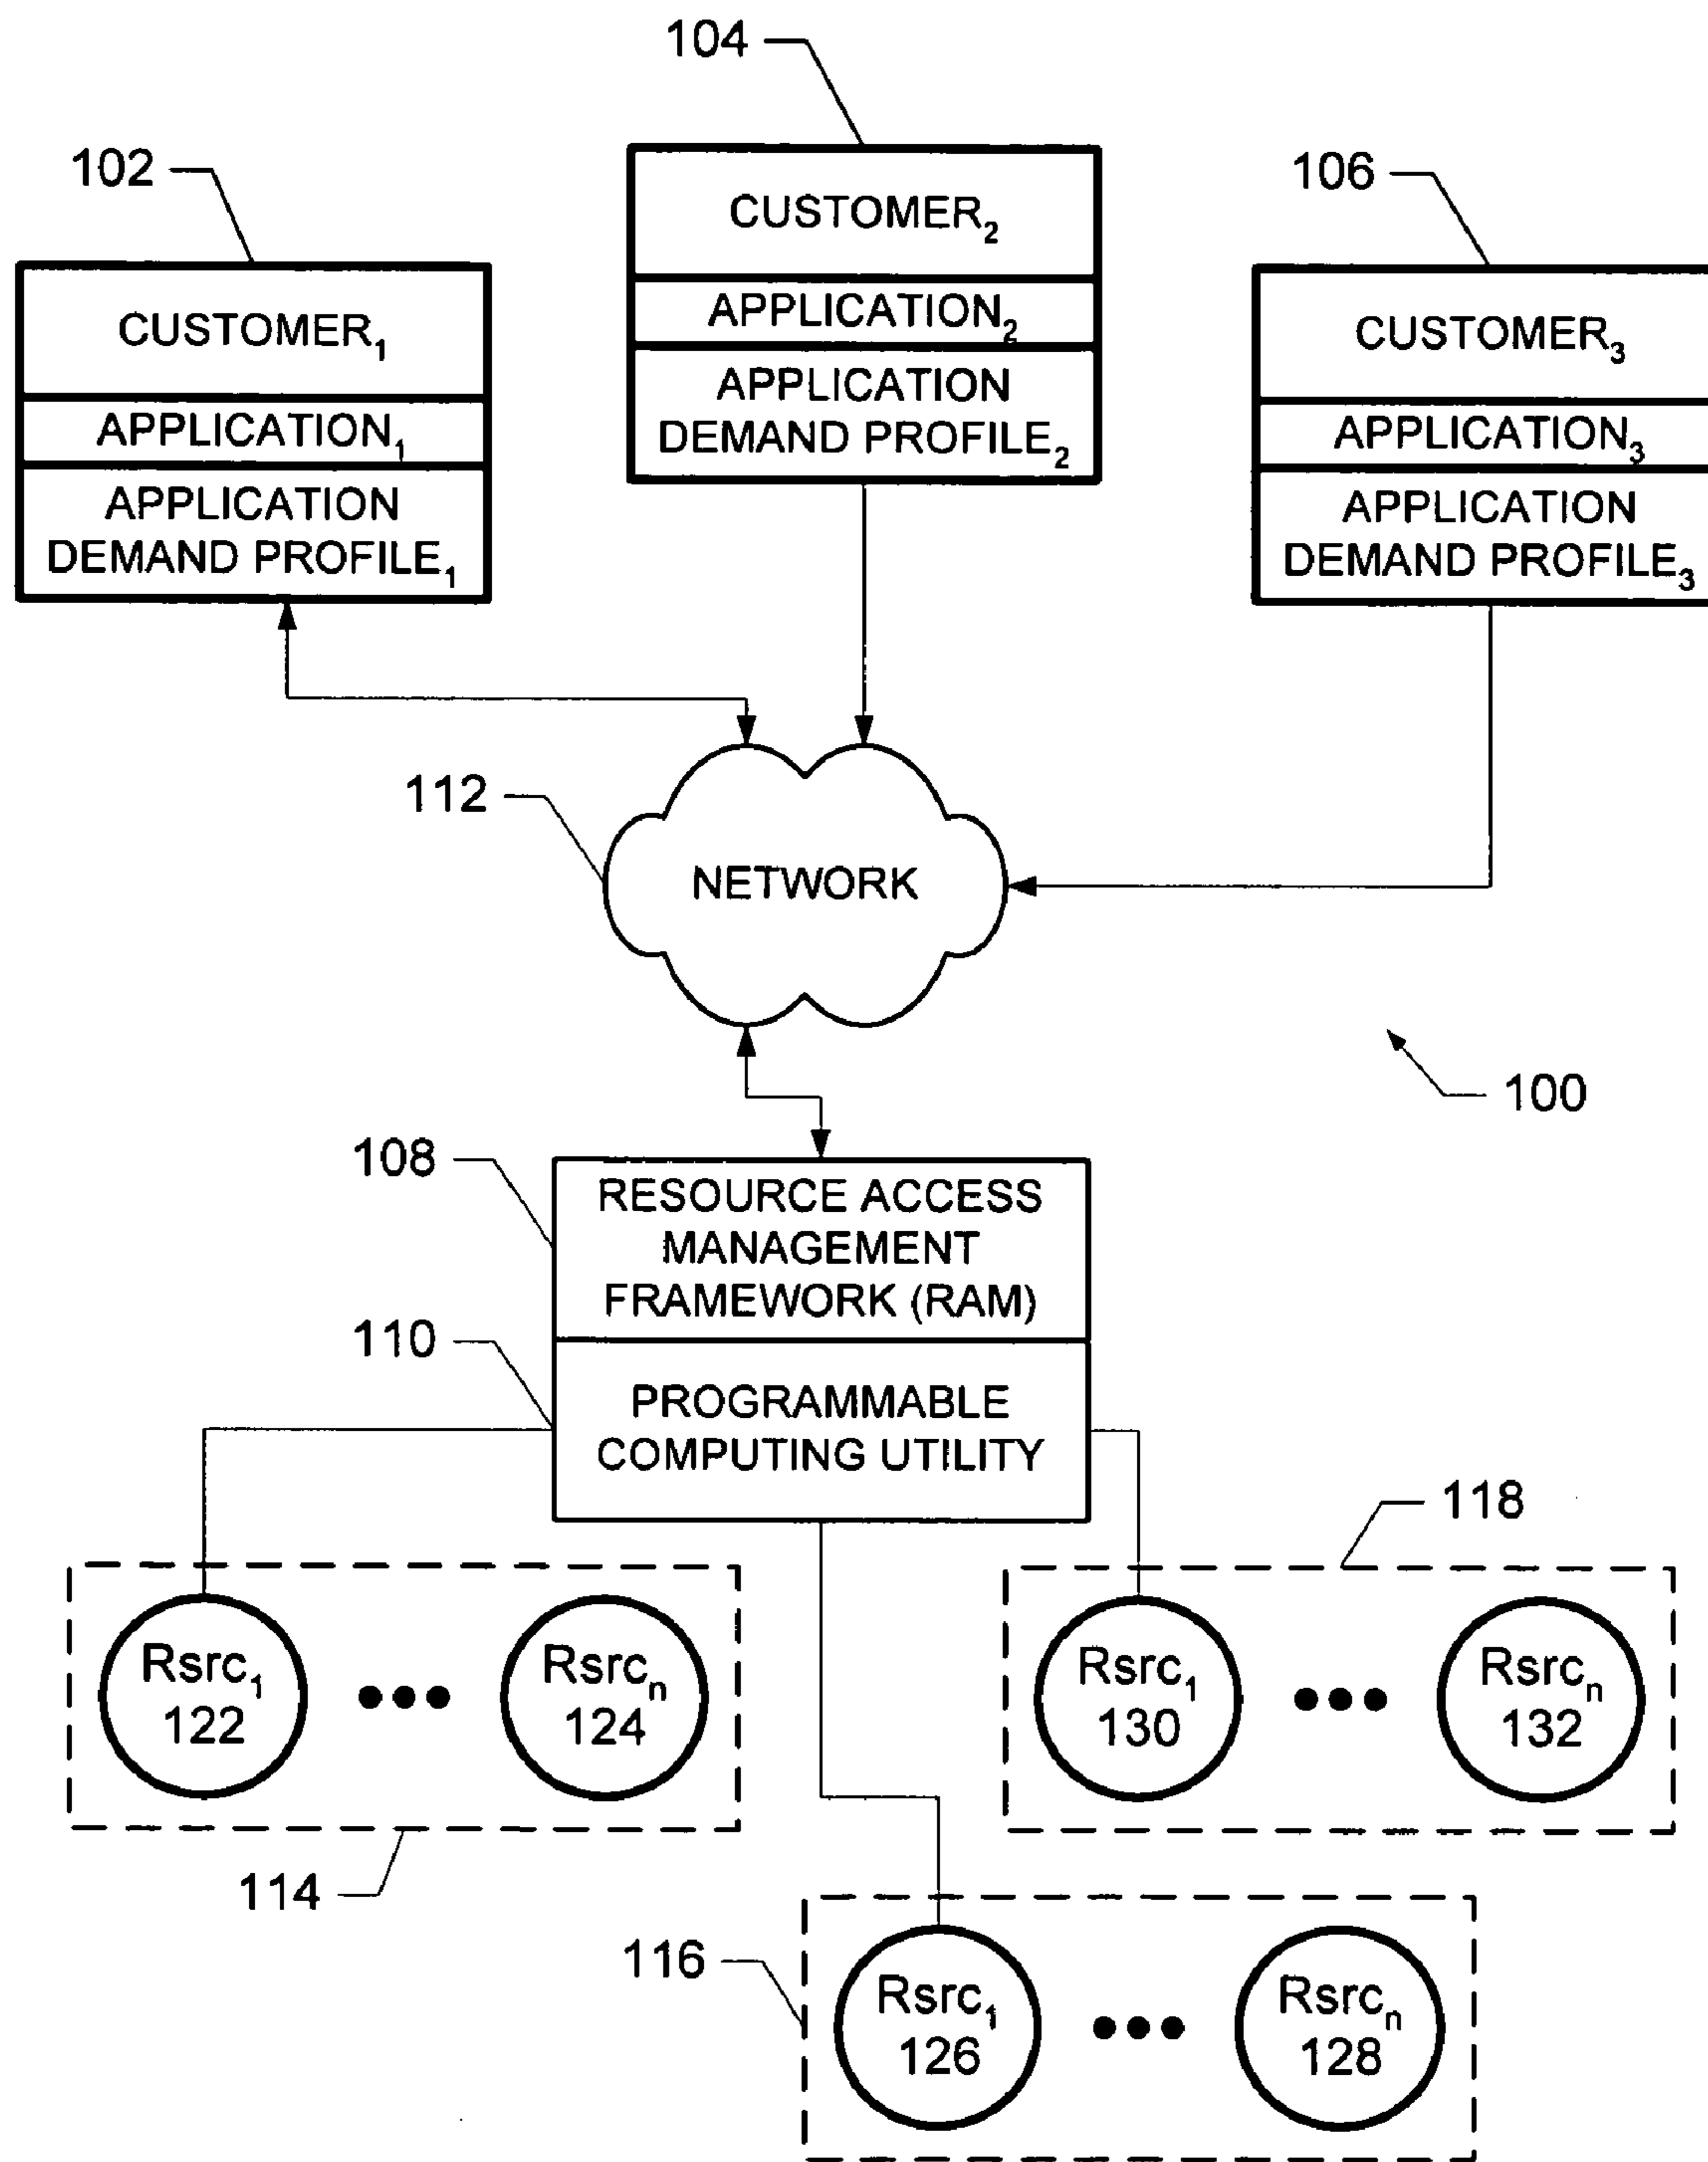 104
102
106
CUSTOMER₂
APPLICATION₂
APPLICATION
DEMAND PROFILE₂
CUSTOMER₁
APPLICATION₁
APPLICATION
DEMAND PROFILE₁
CUSTOMER₃
APPLICATION₃
APPLICATION
DEMAND PROFILE₃
112
NETWORK
100
108
RESOURCE ACCESS
MANAGEMENT
FRAMEWORK (RAM)
110
PROGRAMMABLE
COMPUTING UTILITY
118
Rsrc₁
122
Rsrcₙ
124
Rsrc₁
130
Rsrcₙ
132
114
116
Rsrc₁
126
Rsrcₙ
128